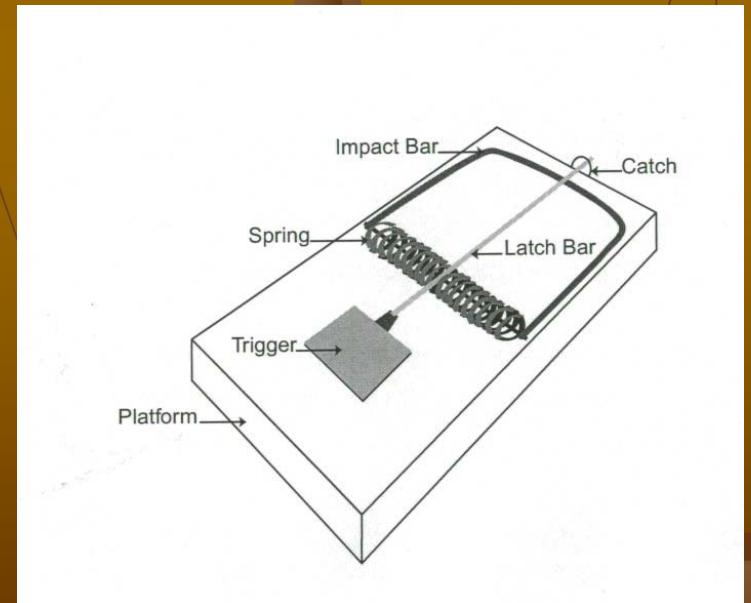 Impact Bar
Catch
Spring
Latch Bar
Trigger
Platform